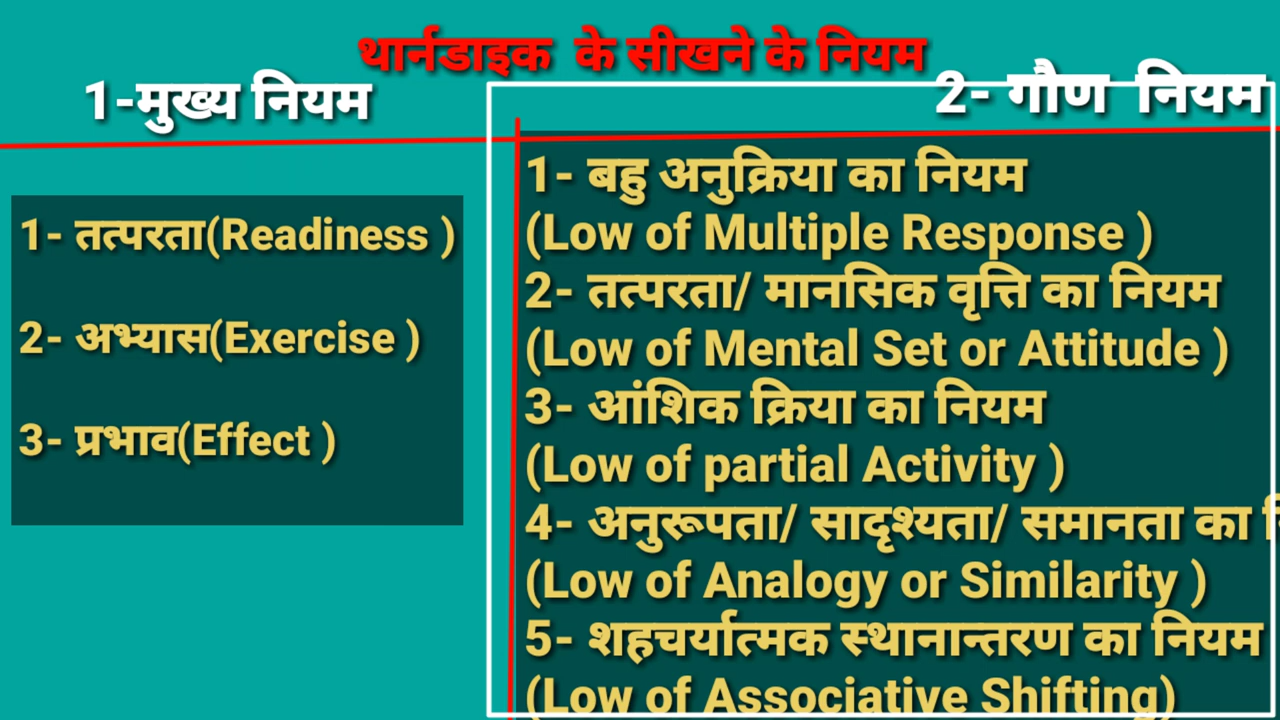 थार्नडाइक के सीखने के नियम
1-मुख्य नियम
1- तत्परता(Readiness )
2- अभ्यास(Exercise )
3- प्रभाव(Effect )
2- गौण नियम
1- बहु अनुक्रिया का नियम
(Low of Multiple Response )
2- तत्परता/ मानसिक वृत्ति का नियम
(Low of Mental Set or Attitude )
3- आंशिक क्रिया का नियम
(Low of partial Activity )
4- अनुरूपता/ सादृश्यता/ समानता का
(Low of Analogy or Similarity )
5- शहचर्यात्मक स्थानान्तरण का नियम
(Low of Associative Shifting)